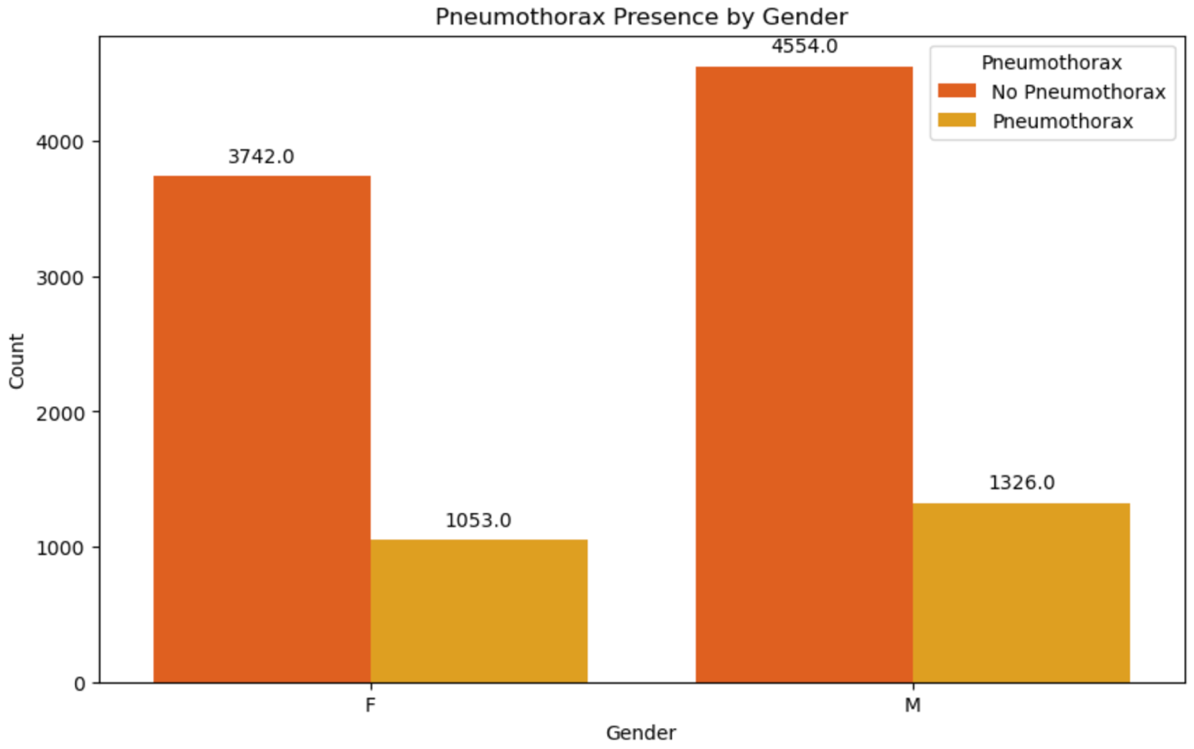 Pneumothorax Presence by Gender
4554.0
Pneumothorax
No Pneumothorax
Pneumothorax
3742.0
1326.0
1053.0
4000
3000
2000
1000
0
Count
F
M
Gender